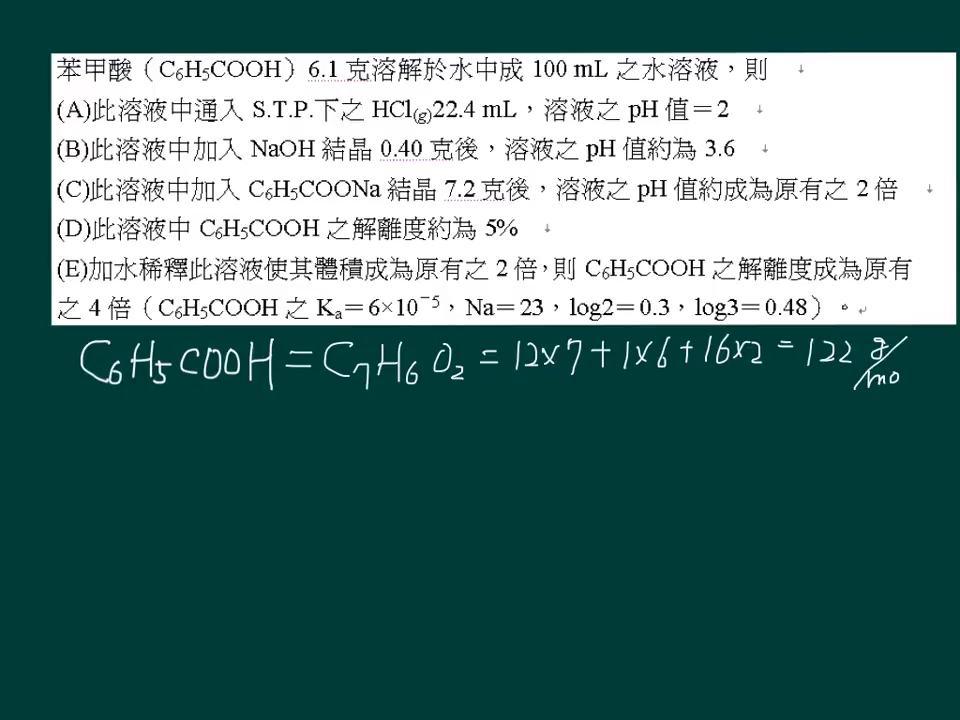 苯甲酸（C₆H₅COOH）6.1 克溶解於水中成 100 mL 之水溶液，則 ↓
(A)此溶液中通入 S.T.P.下之 HCl₍g₎22.4 mL，溶液之 pH 值＝2 ↓
(B)此溶液中加入 NaOH 結晶 0.40 克後，溶液之 pH 值約為 3.6 ↓
(C)此溶液中加入 C₆H₅COONa 結晶 7.2 克後，溶液之 pH 值約成為原有之 2 倍 ↓
(D)此溶液中 C₆H₅COOH 之解離度約為 5% ↓
(E)加水稀釋此溶液使其體積成為原有之 2 倍，則 C₆H₅COOH 之解離度成為原有
之 4 倍（C₆H₅COOH 之 Kₐ＝6×10⁻⁵，Na＝23，log2＝0.3，log3＝0.48）。↵
C₆H₅COOH = C₇H₆O₂ = 12×7 + 1×6 + 16×2 = 122 g/mo